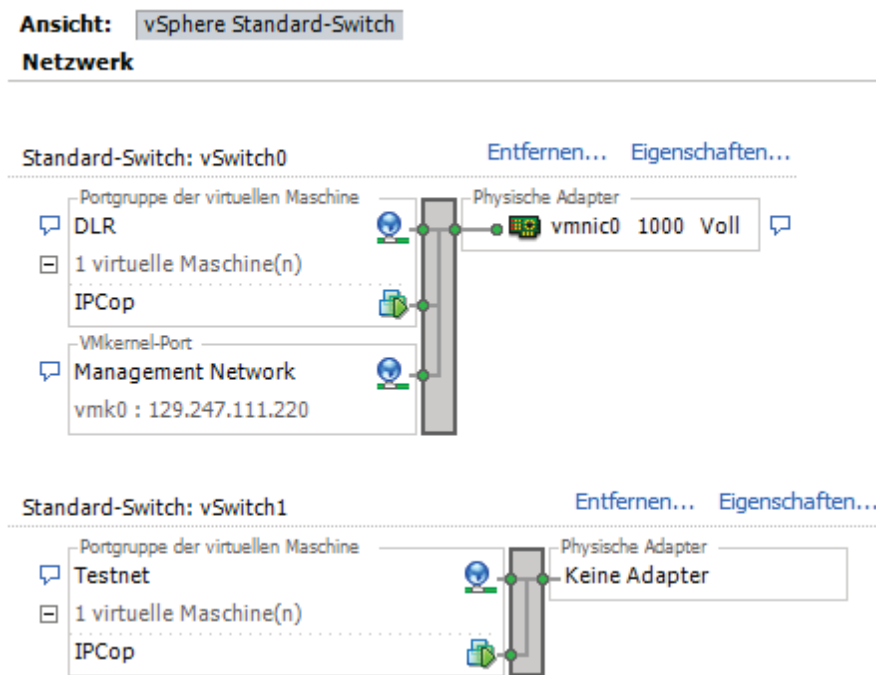 Ansicht: vSphere Standard-Switch
Netzwerk
Standard-Switch: vSwitch0 Entfernen... Eigenschaften...
Portgruppe der virtuellen Maschine Physische Adapter
DLR vmnic0 1000 Voll
1 virtuelle Maschine(n)
IPCop
VMkernel-Port
Management Network
vmk0 : 129.247.111.220
Standard-Switch: vSwitch1 Entfernen... Eigenschaften...
Portgruppe der virtuellen Maschine Physische Adapter
Testnet Keine Adapter
1 virtuelle Maschine(n)
IPCop